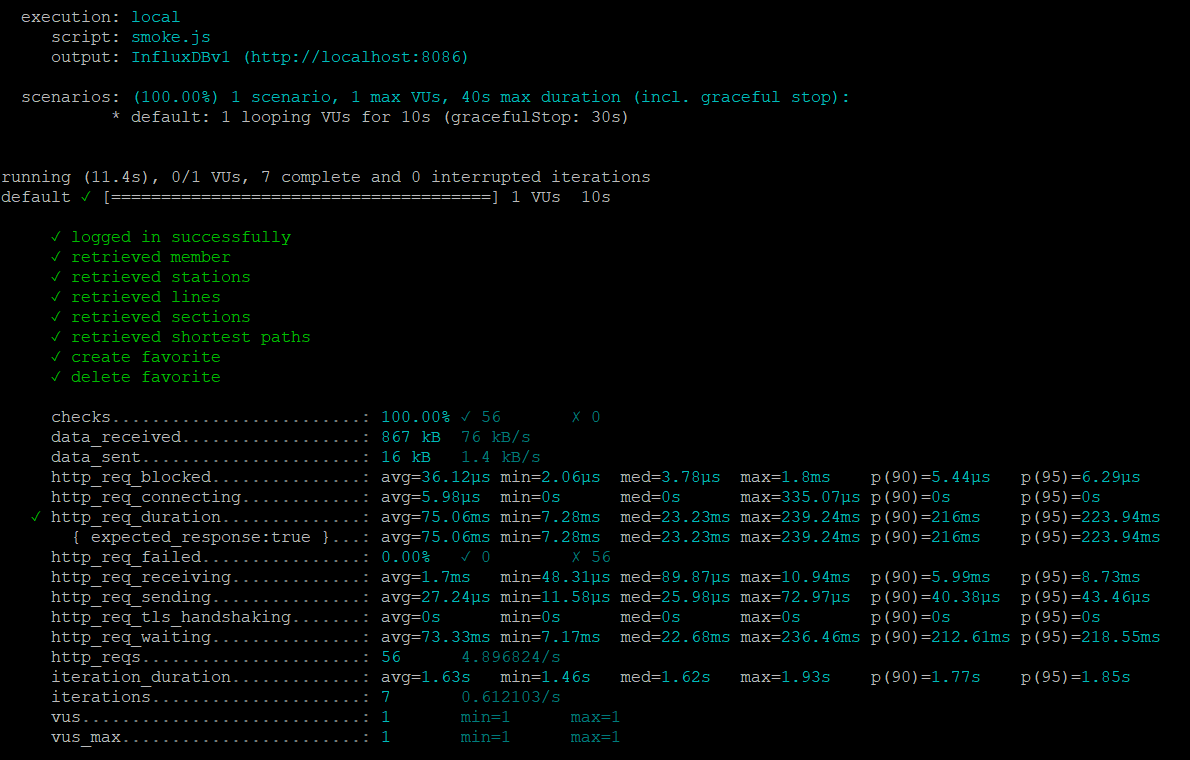 execution: local
script: smoke.js
output: InfluxDBv1 (http://localhost:8086)
scenarios: (100.00%) 1 scenario, 1 max VUs, 40s max duration (incl. graceful stop):
* default: 1 looping VUs for 10s (gracefulStop: 30s)
running (11.4s), 0/1 VUs, 7 complete and 0 interrupted iterations
default ✓ [======================================] 1 VUs  10s
✓ logged in successfully
✓ retrieved member
✓ retrieved stations
✓ retrieved lines
✓ retrieved sections
✓ retrieved shortest paths
✓ create favorite
✓ delete favorite
checks.........................: 100.00% ✓ 56       ✗ 0
data_received..................: 867 kB  76 kB/s
data_sent......................: 16 kB   1.4 kB/s
http_req_blocked...............: avg=36.12µs min=2.06µs  med=3.78µs  max=1.8ms    p(90)=5.44µs   p(95)=6.29µs
http_req_connecting............: avg=5.98µs  min=0s      med=0s      max=335.07µs p(90)=0s       p(95)=0s
✓ http_req_duration..............: avg=75.06ms min=7.28ms  med=23.23ms max=239.24ms p(90)=216ms    p(95)=223.94ms
{ expected_response:true }...: avg=75.06ms min=7.28ms  med=23.23ms max=239.24ms p(90)=216ms    p(95)=223.94ms
http_req_failed................: 0.00%   ✓ 0        ✗ 56
http_req_receiving.............: avg=1.7ms   min=48.31µs med=89.87µs max=10.94ms  p(90)=5.99ms   p(95)=8.73ms
http_req_sending...............: avg=27.24µs min=11.58µs med=25.98µs max=72.97µs  p(90)=40.38µs  p(95)=43.46µs
http_req_tls_handshaking.......: avg=0s      min=0s      med=0s      max=0s       p(90)=0s       p(95)=0s
http_req_waiting...............: avg=73.33ms min=7.17ms  med=22.68ms max=236.46ms p(90)=212.61ms p(95)=218.55ms
http_reqs......................: 56      4.896824/s
iteration_duration.............: avg=1.63s   min=1.46s   med=1.62s   max=1.93s    p(90)=1.77s    p(95)=1.85s
iterations.....................: 7       0.612103/s
vus............................: 1       min=1      max=1
vus_max........................: 1       min=1      max=1